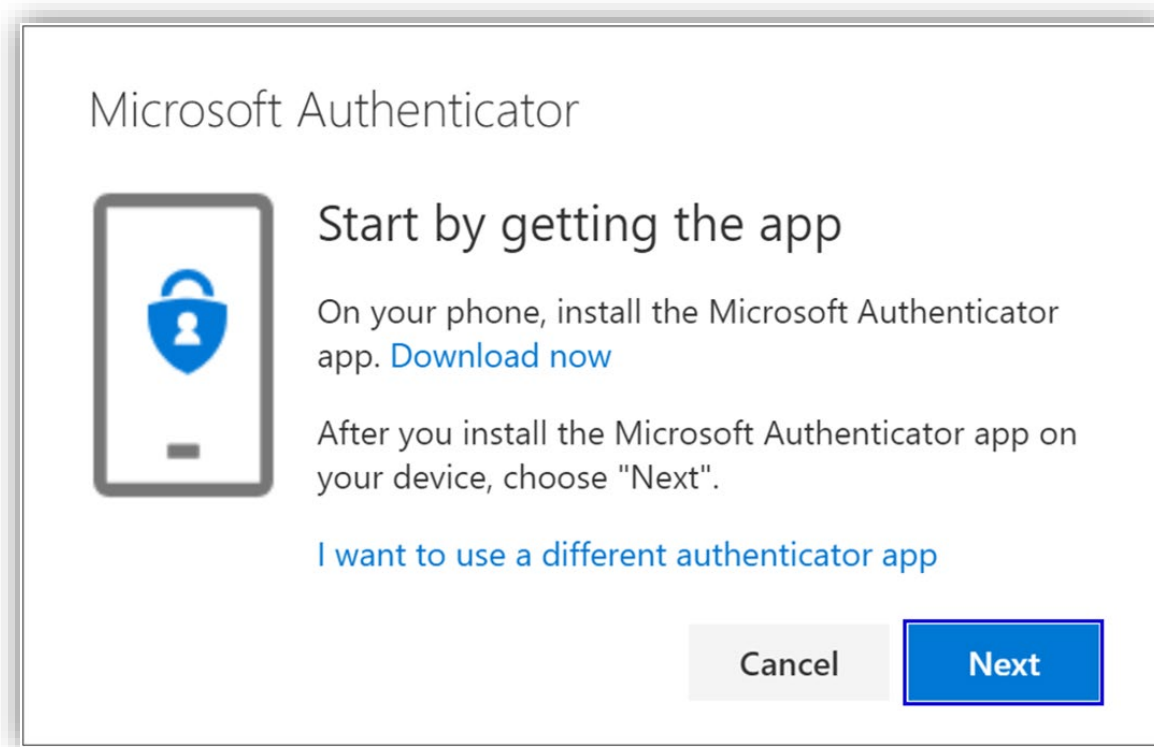 Microsoft Authenticator
Start by getting the app
On your phone, install the Microsoft Authenticator
app. Download now
After you install the Microsoft Authenticator app on
your device, choose "Next".
I want to use a different authenticator app
Cancel
Next